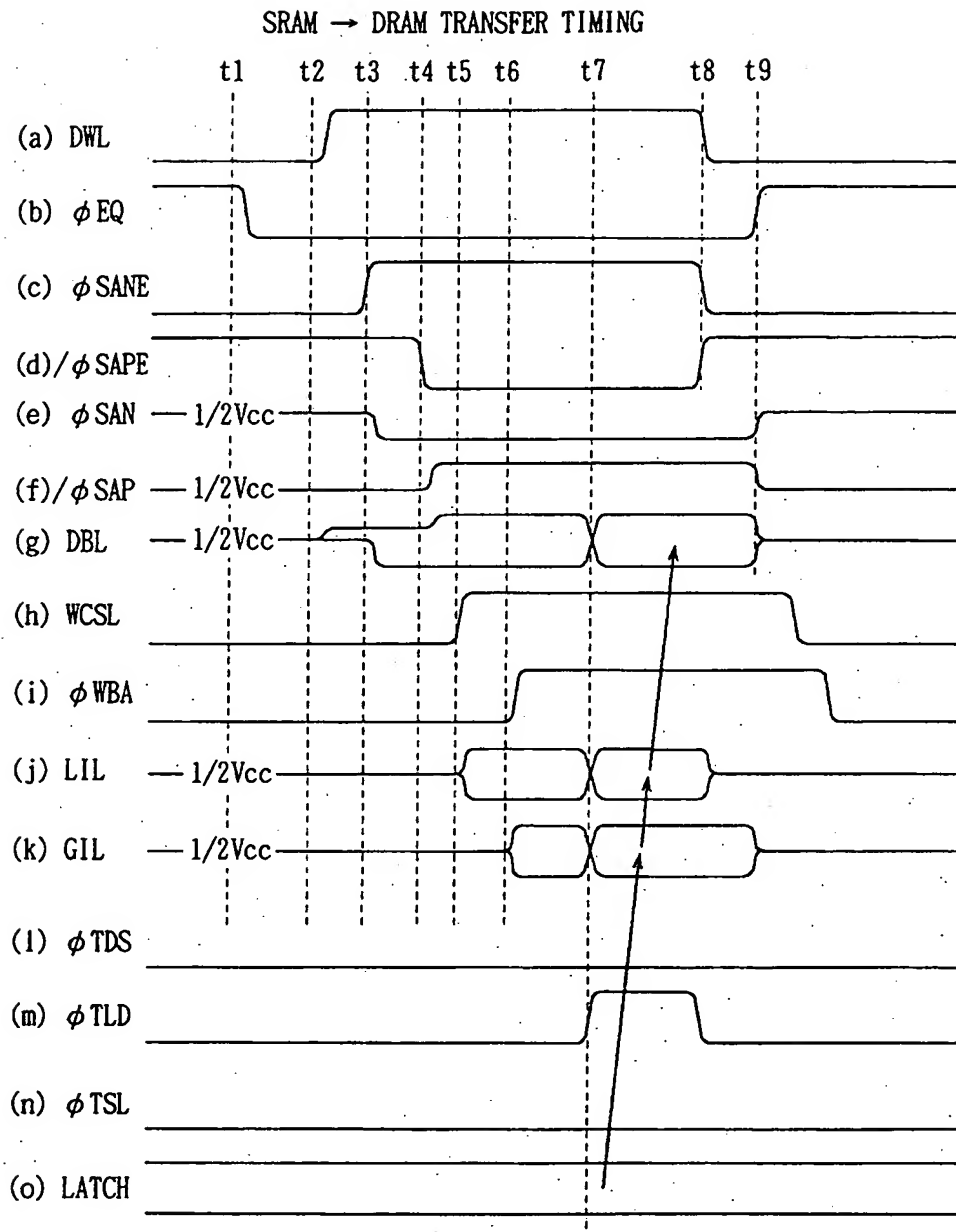 SRAM → DRAM TRANSFER TIMING
t1 t2 t3 t4 t5 t6 t7 t8 t9
(a) DWL
(b) φEQ
(c) φSANE
(d)/φSAPE
(e) φSAN 1/2Vcc
(f)/φSAP 1/2Vcc
(g) DBL 1/2Vcc
(h) WCSL
(i) φWBA
(j) LIL 1/2Vcc
(k) GIL 1/2Vcc
(l) φTDS
(m) φTLD
(n) φTSL
(o) LATCH